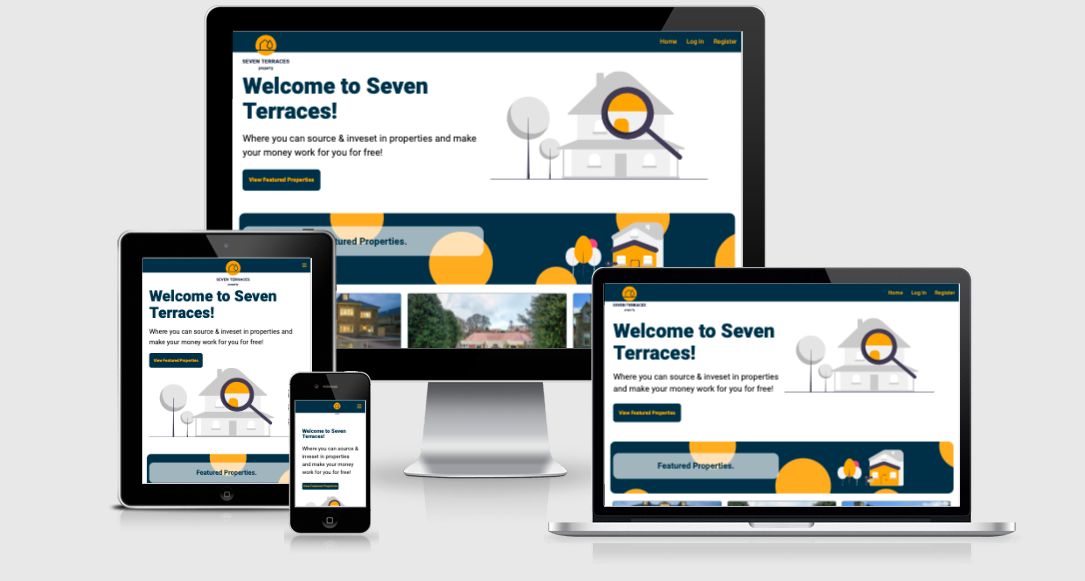 Home Log In Register
SEVEN TERRACES
property
Welcome to Seven
Terraces!
Where you can source & inveset in properties and make
your money work for you for free!
View Featured Properties
tured Properties.
SEVEN TERRACES
property
Welcome to Seven
Terraces!
Where you can source & inveset in properties and
make your money work for you for free!
View Featured Properties
Featured Properties.
Welcome to Seven
Terraces!
Where you can source &
inveset in properties
and make your money
work for you for free!
View Featured Properties
Home Log In Register
SEVEN TERRACES
Welcome to Seven
Terraces!
Where you can source & inveset in properties
and make your money work for you for free!
View Featured Properties
Featured Properties.